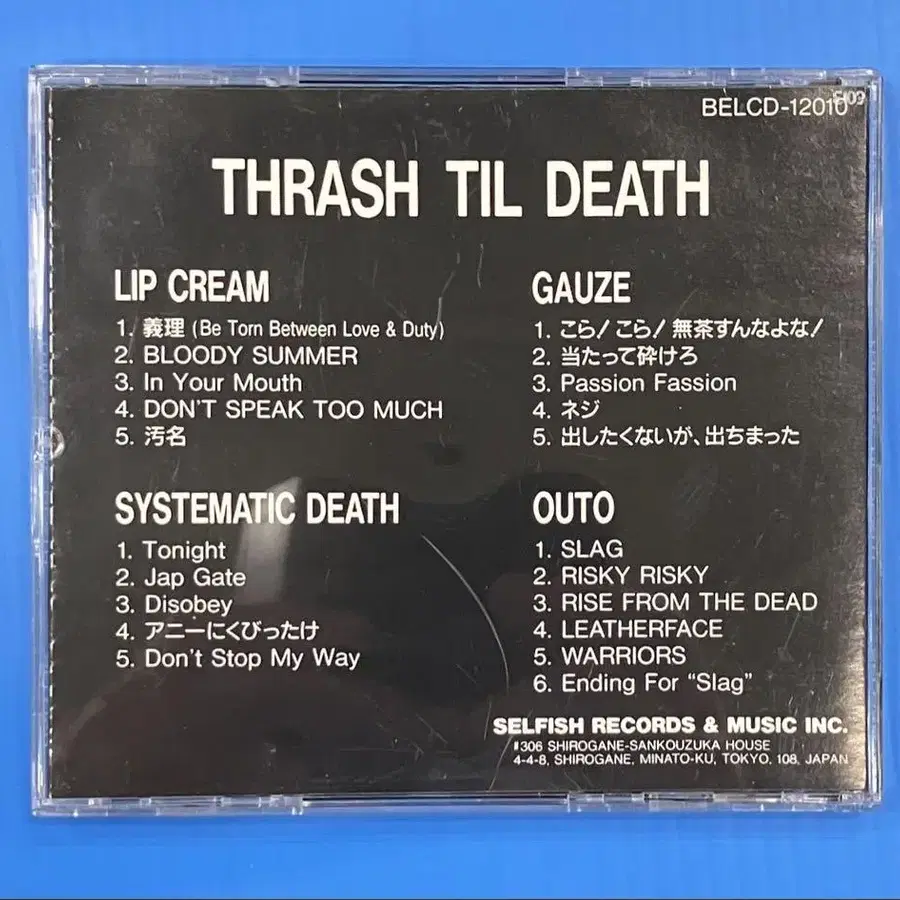 BELCD-12010
THRASH TIL DEATH
LIP CREAM
1. 義理 (Be Torn Between Love & Duty)
2. BLOODY SUMMER
3. In Your Mouth
4. DON'T SPEAK TOO MUCH
5. 汚名
GAUZE
1. こら!こら!無茶すんなよな!
2. 当たって砕けろ
3. Passion Fassion
4. ネジ
5. 出したくないが、出ちまった
SYSTEMATIC DEATH
1. Tonight
2. Jap Gate
3. Disobey
4. アニーにくびったけ
5. Don't Stop My Way
OUTO
1. SLAG
2. RISKY RISKY
3. RISE FROM THE DEAD
4. LEATHERFACE
5. WARRIORS
6. Ending For “Slag”
SELFISH RECORDS & MUSIC INC.
#306 SHIROGANE-SANKOUZUKA HOUSE
4-4-8, SHIROGANE, MINATO-KU, TOKYO, 108, JAPAN